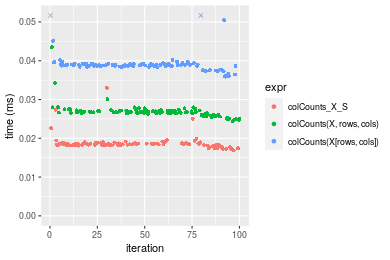 0.05
0.04
0.03
0.02
0.01
0.00
time (ms)
0
25
50
75
100
iteration
expr
colCounts_X_S
colCounts(X, rows, cols)
colCounts(X[rows, cols])